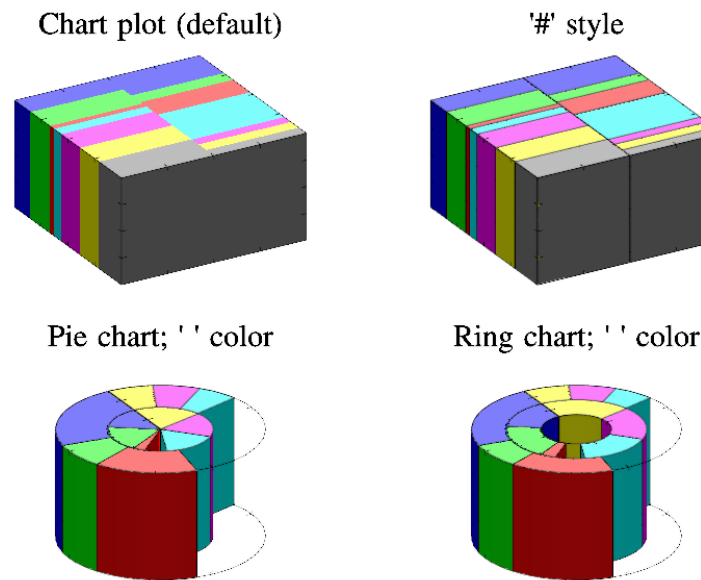 Chart plot (default)
'#' style
Pie chart; ' ' color
Ring chart; ' ' color